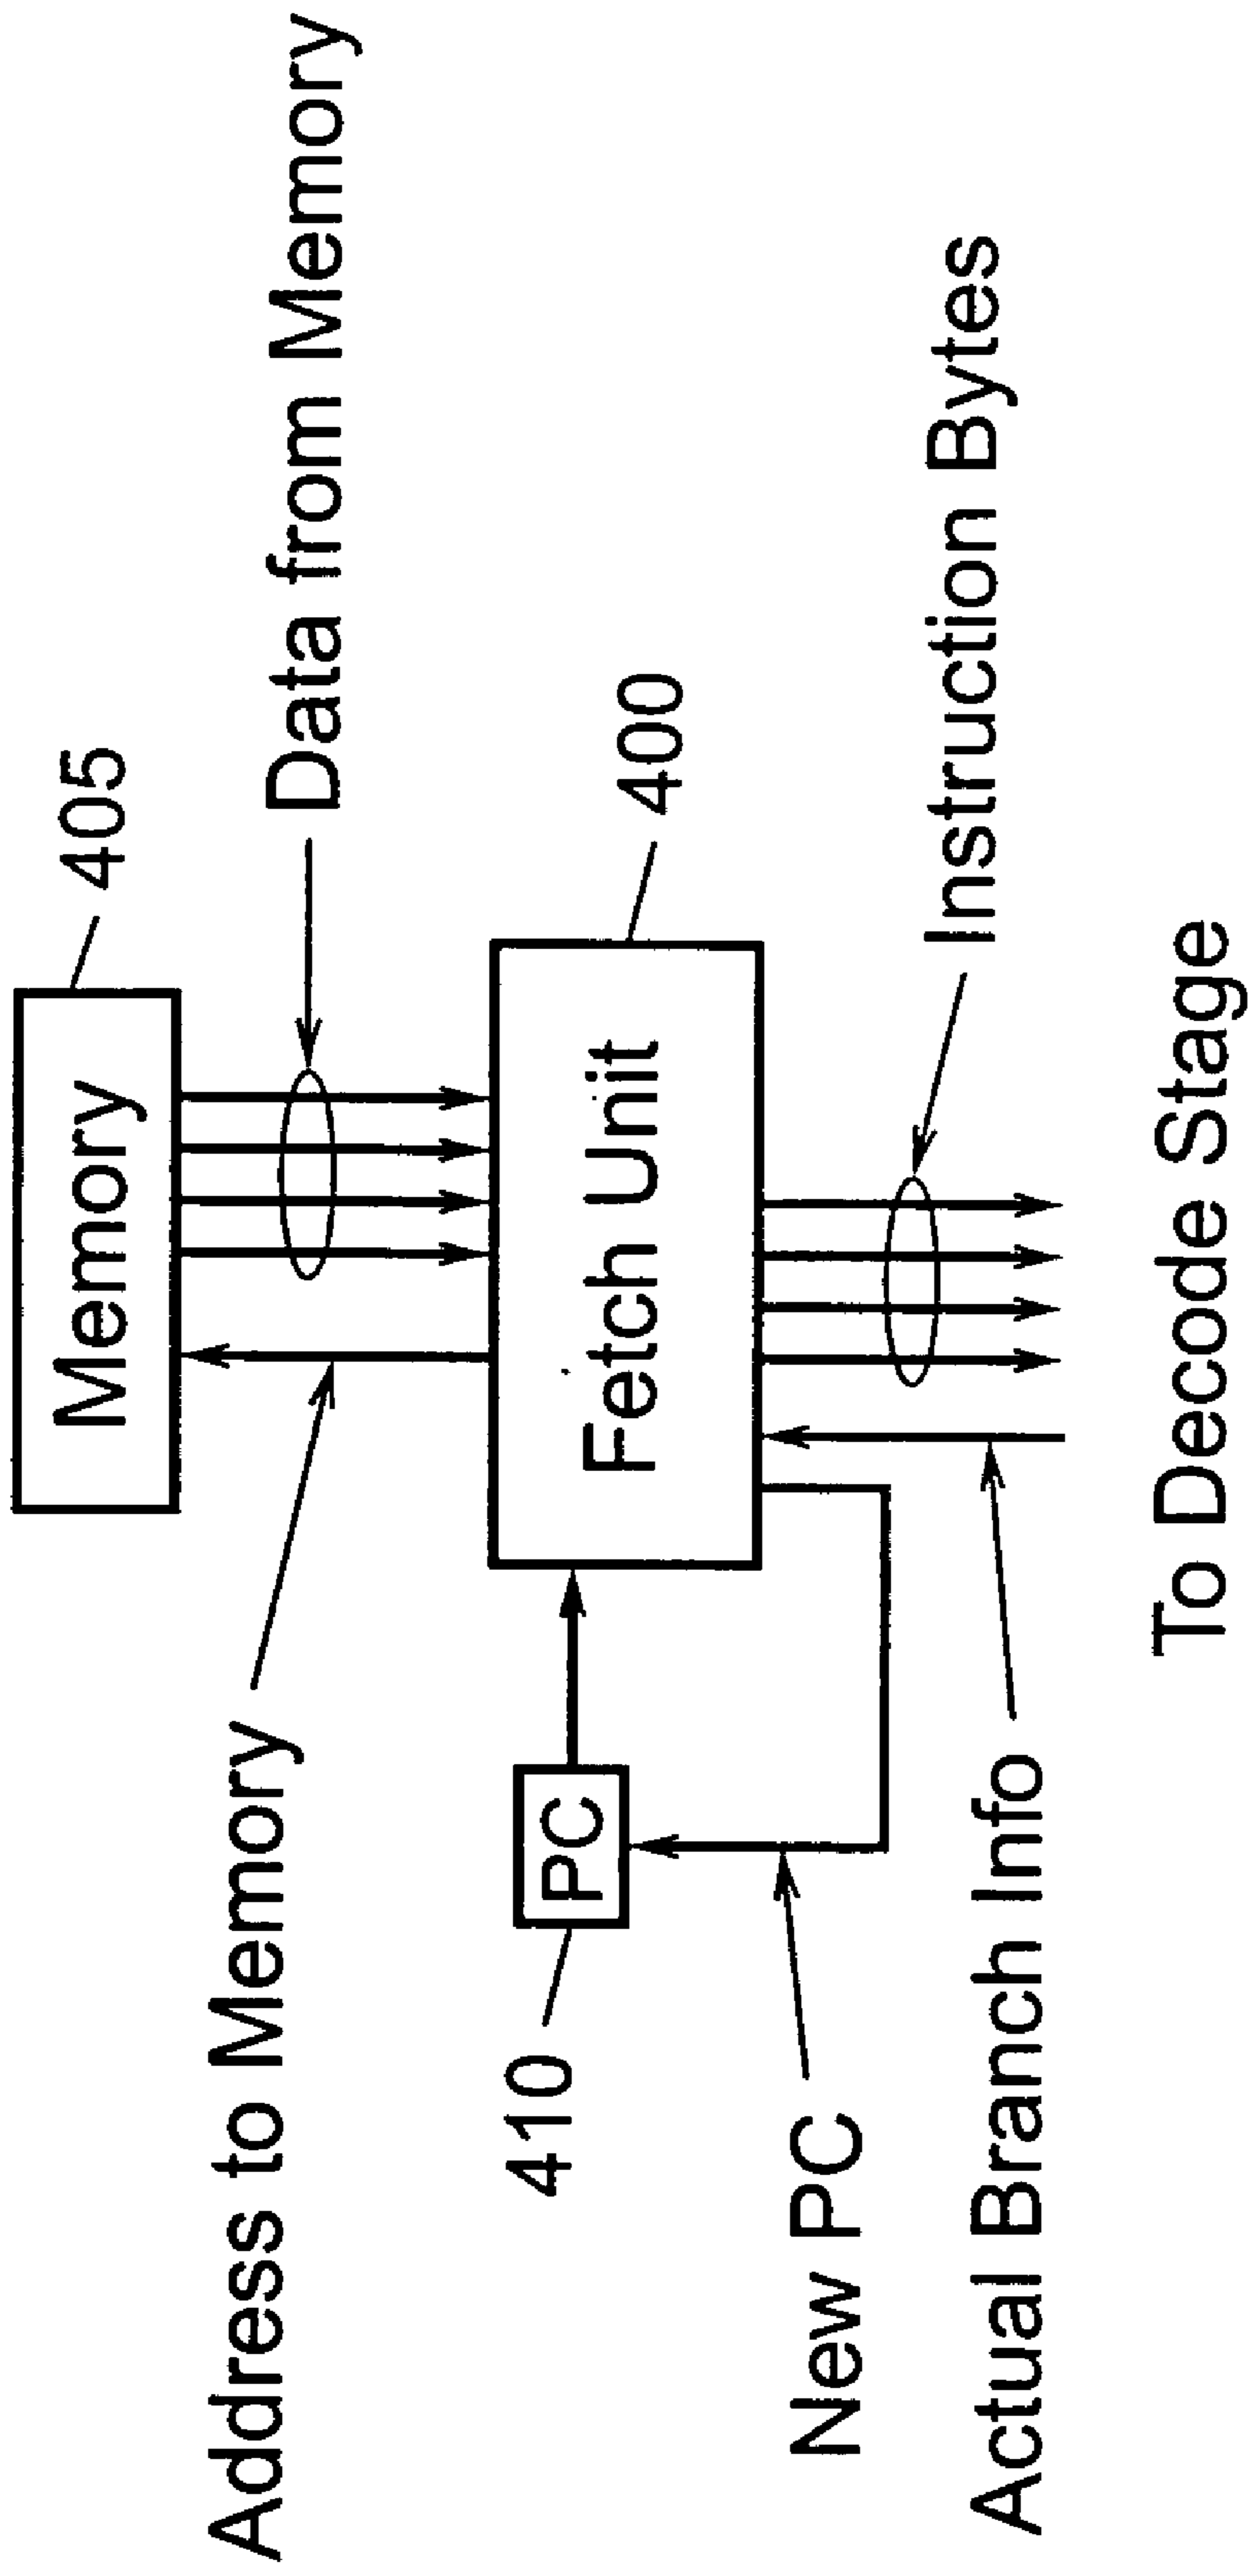 405
Memory
Data from Memory
Address to Memory
400
Fetch Unit
PC
410
New PC
Instruction Bytes
Actual Branch Info
To Decode Stage